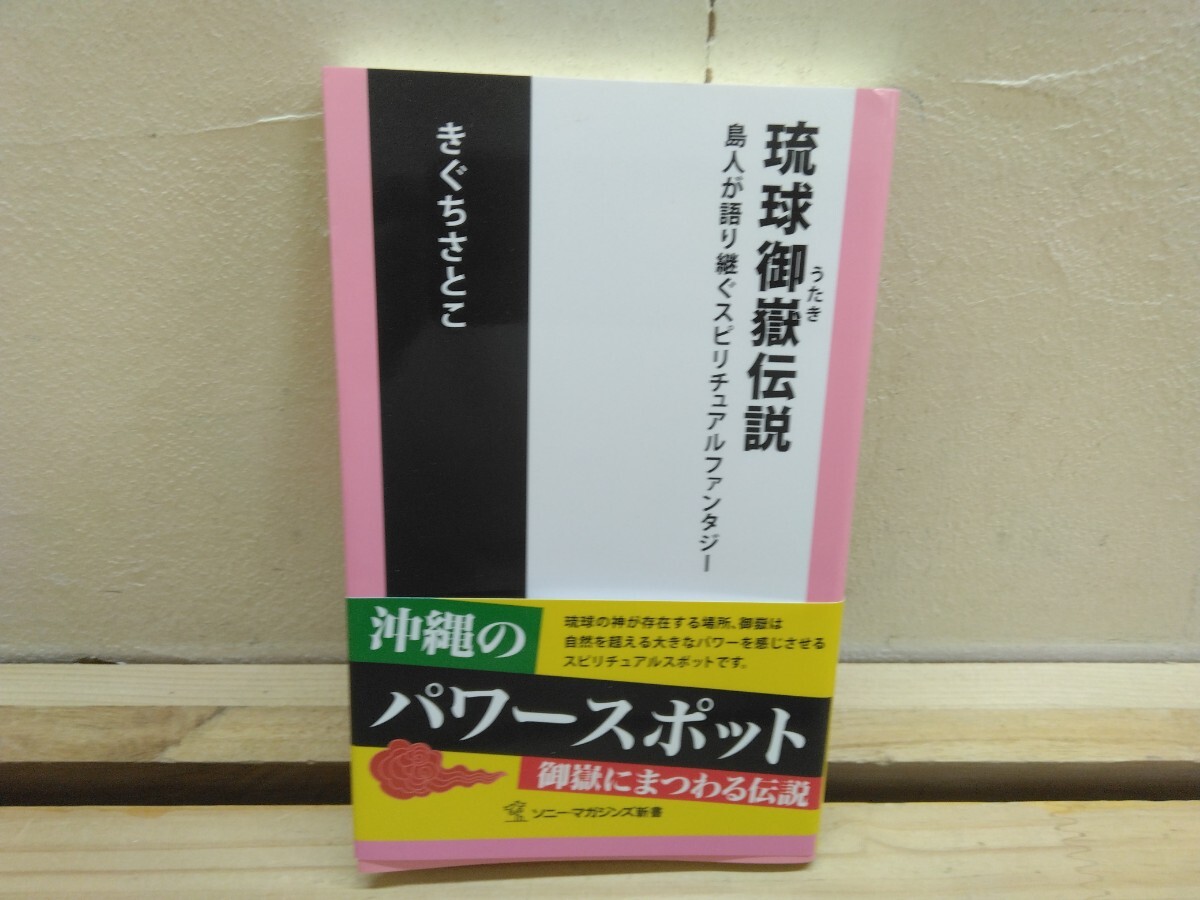 琉球御嶽伝説
うたき
島人が語り継ぐスピリチュアルファンタジー
きぐちさとこ
沖縄の
琉球の神が存在する場所、御嶽は
自然を超える大きなパワーを感じさせる
スピリチュアルスポットです。
パワースポット
御嶽にまつわる伝説
ソニー・マガジンズ新書